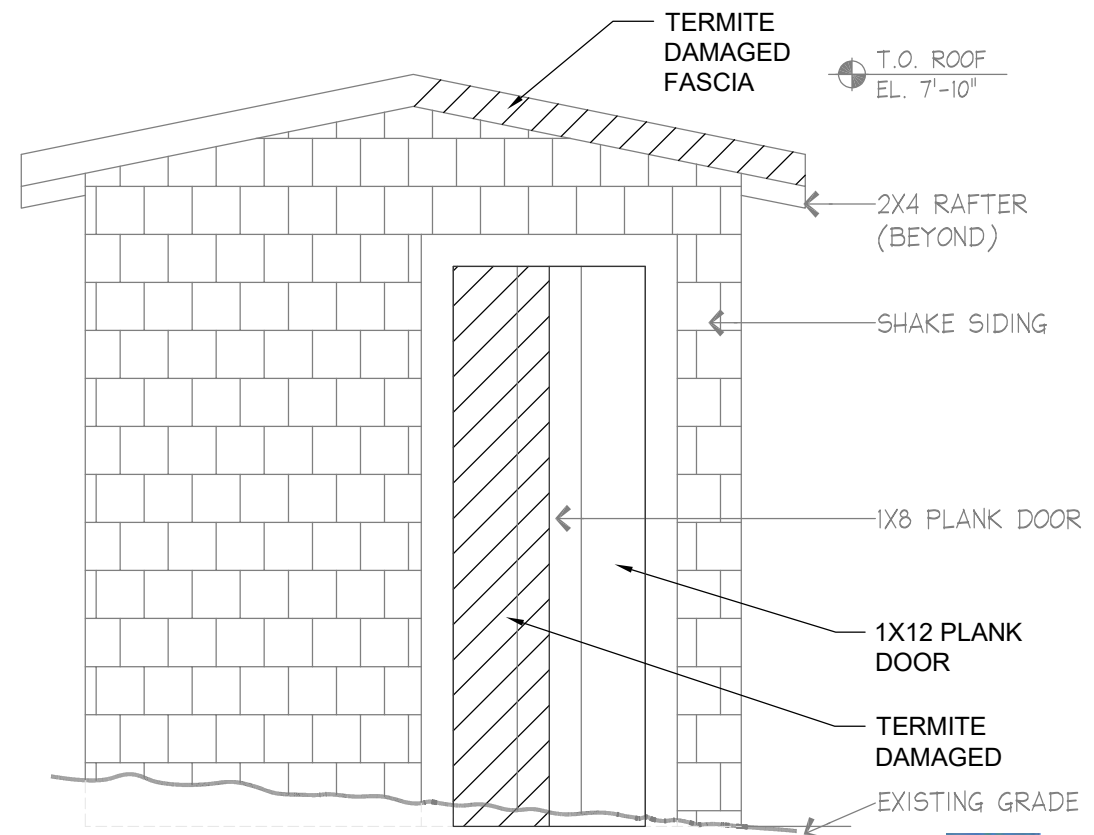 TERMITE
DAMAGED
FASCIA
T.O. ROOF
EL. 7'-10"
2X4 RAFTER
(BEYOND)
SHAKE SIDING
1X8 PLANK DOOR
1X12 PLANK
DOOR
TERMITE
DAMAGED
EXISTING GRADE